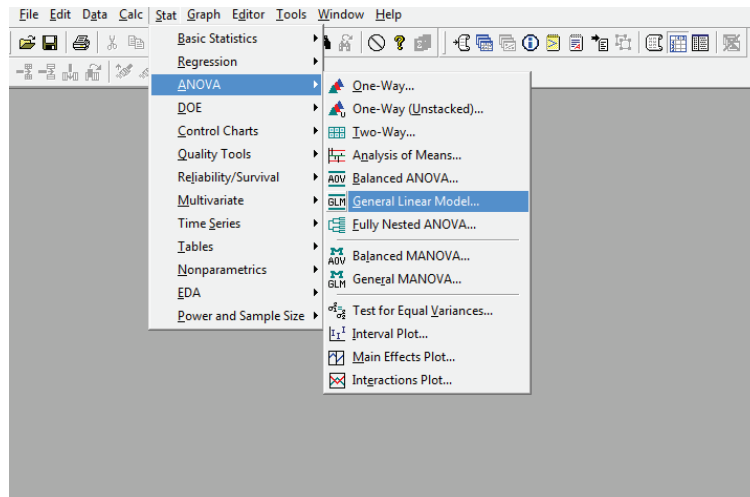 File Edit Data Calc Stat Graph Editor Tools Window Help
Basic Statistics
Regression
ANOVA
DOE
Control Charts
Quality Tools
Reliability/Survival
Multivariate
Time Series
Tables
Nonparametrics
EDA
Power and Sample Size
One-Way...
One-Way (Unstacked)...
Two-Way...
Analysis of Means...
AOV Balanced ANOVA...
GLM General Linear Model...
Fully Nested ANOVA...
M AOV Balanced MANOVA...
M GLM General MANOVA...
Test for Equal Variances...
Interval Plot...
Main Effects Plot...
Interactions Plot...